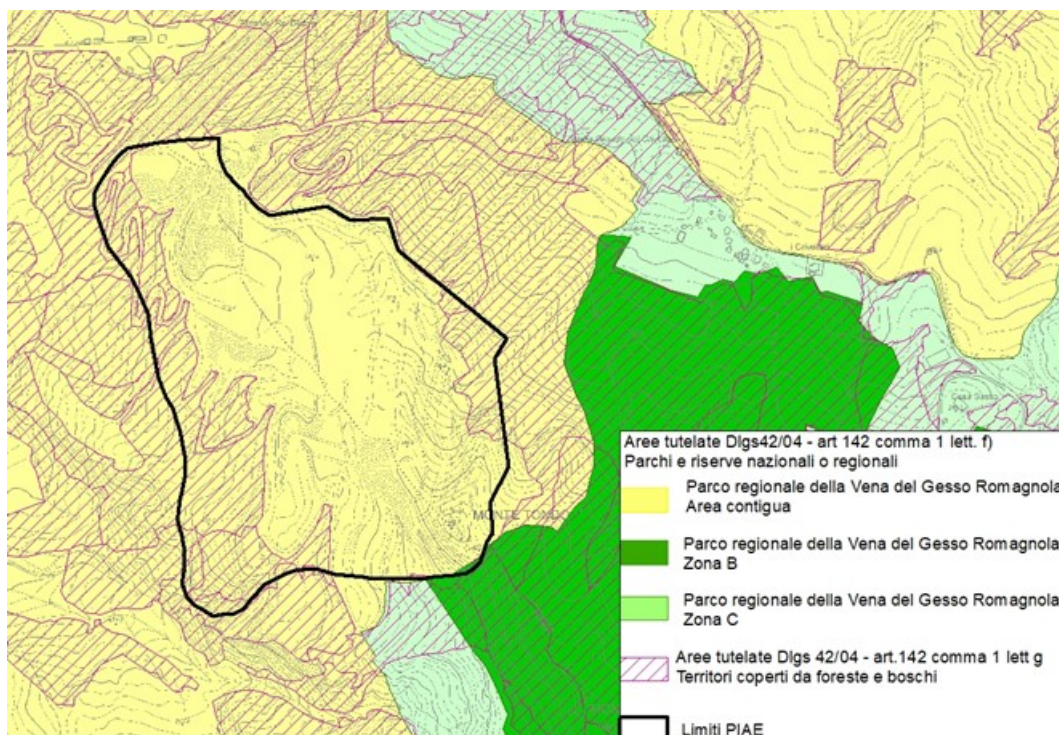 MONTE TONDO
Aree tutelate Dlgs42/04 - art 142 comma 1 lett. f)
Parchi e riserve nazionali o regionali
Parco regionale della Vena del Gesso Romagnola
Area contigua
Parco regionale della Vena del Gesso Romagnola
Zona B
Parco regionale della Vena del Gesso Romagnola
Zona C
Aree tutelate Dlgs 42/04 - art.142 comma 1 lett g
Territori coperti da foreste e boschi
Limiti PIAE